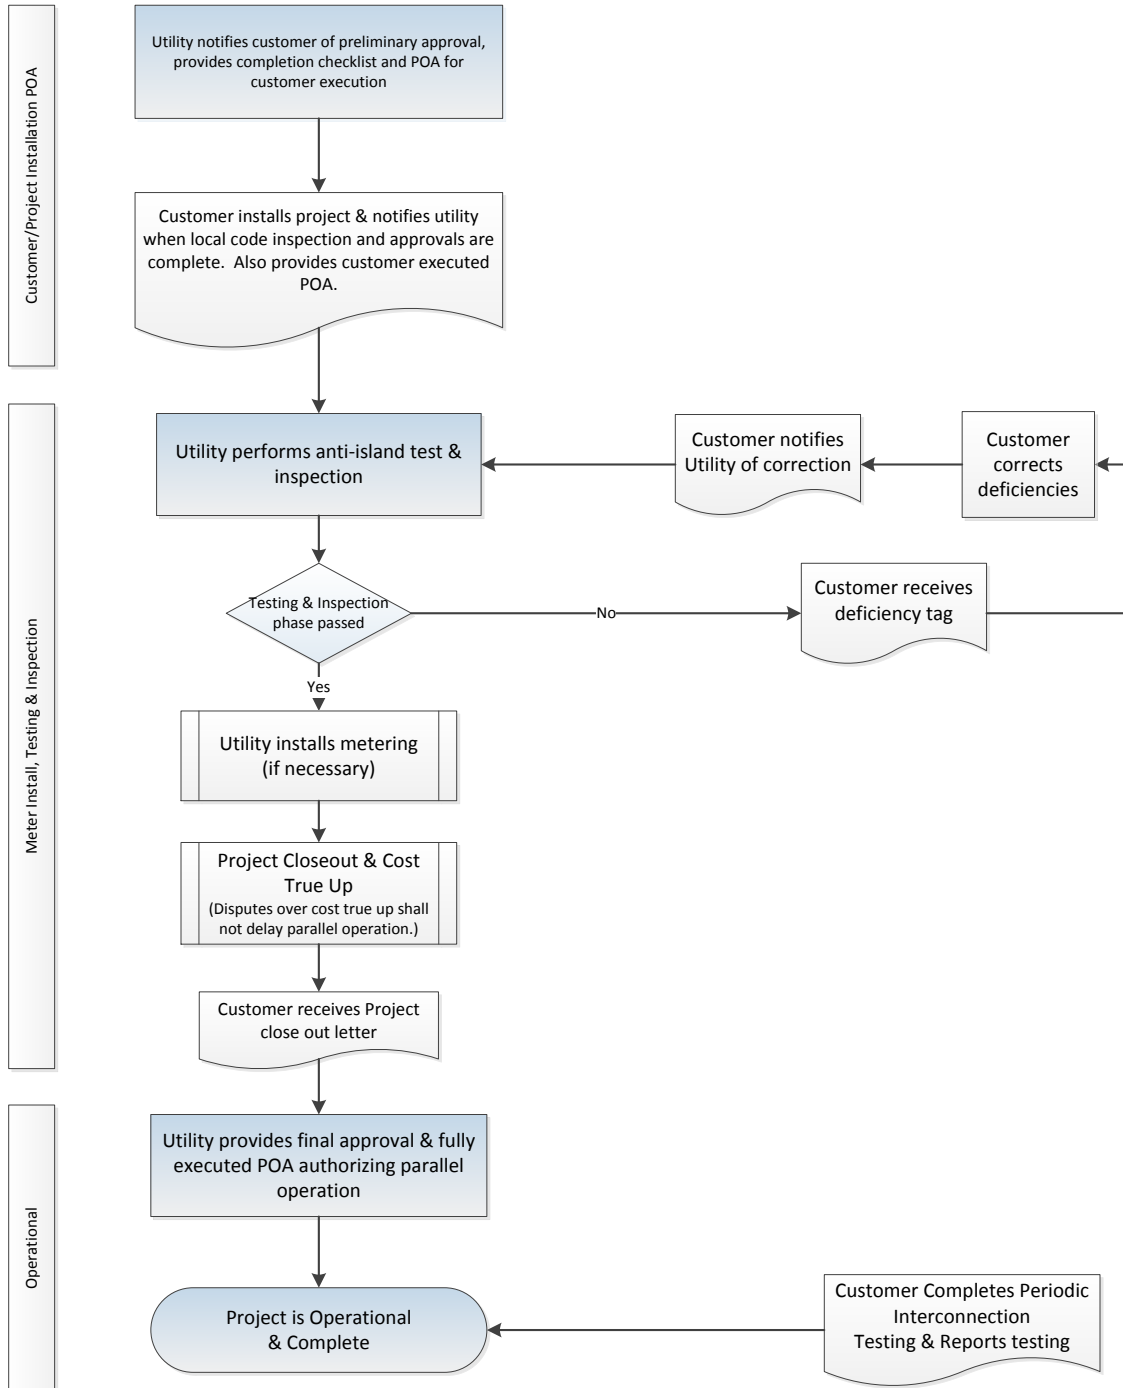 Customer/Project Installation POA
Utility notifies customer of preliminary approval,
provides completion checklist and POA for
customer execution
Customer installs project & notifies utility
when local code inspection and approvals are
complete.  Also provides customer executed
POA.
Meter Install, Testing & Inspection
Utility performs anti-island test &
inspection
Customer notifies
Utility of correction
Customer
corrects
deficiencies
Testing & Inspection
phase passed
No
Customer receives
deficiency tag
Yes
Utility installs metering
(if necessary)
Project Closeout & Cost
True Up
(Disputes over cost true up shall
not delay parallel operation.)
Customer receives Project
close out letter
Operational
Utility provides final approval & fully
executed POA authorizing parallel
operation
Project is Operational
& Complete
Customer Completes Periodic
Interconnection
Testing & Reports testing